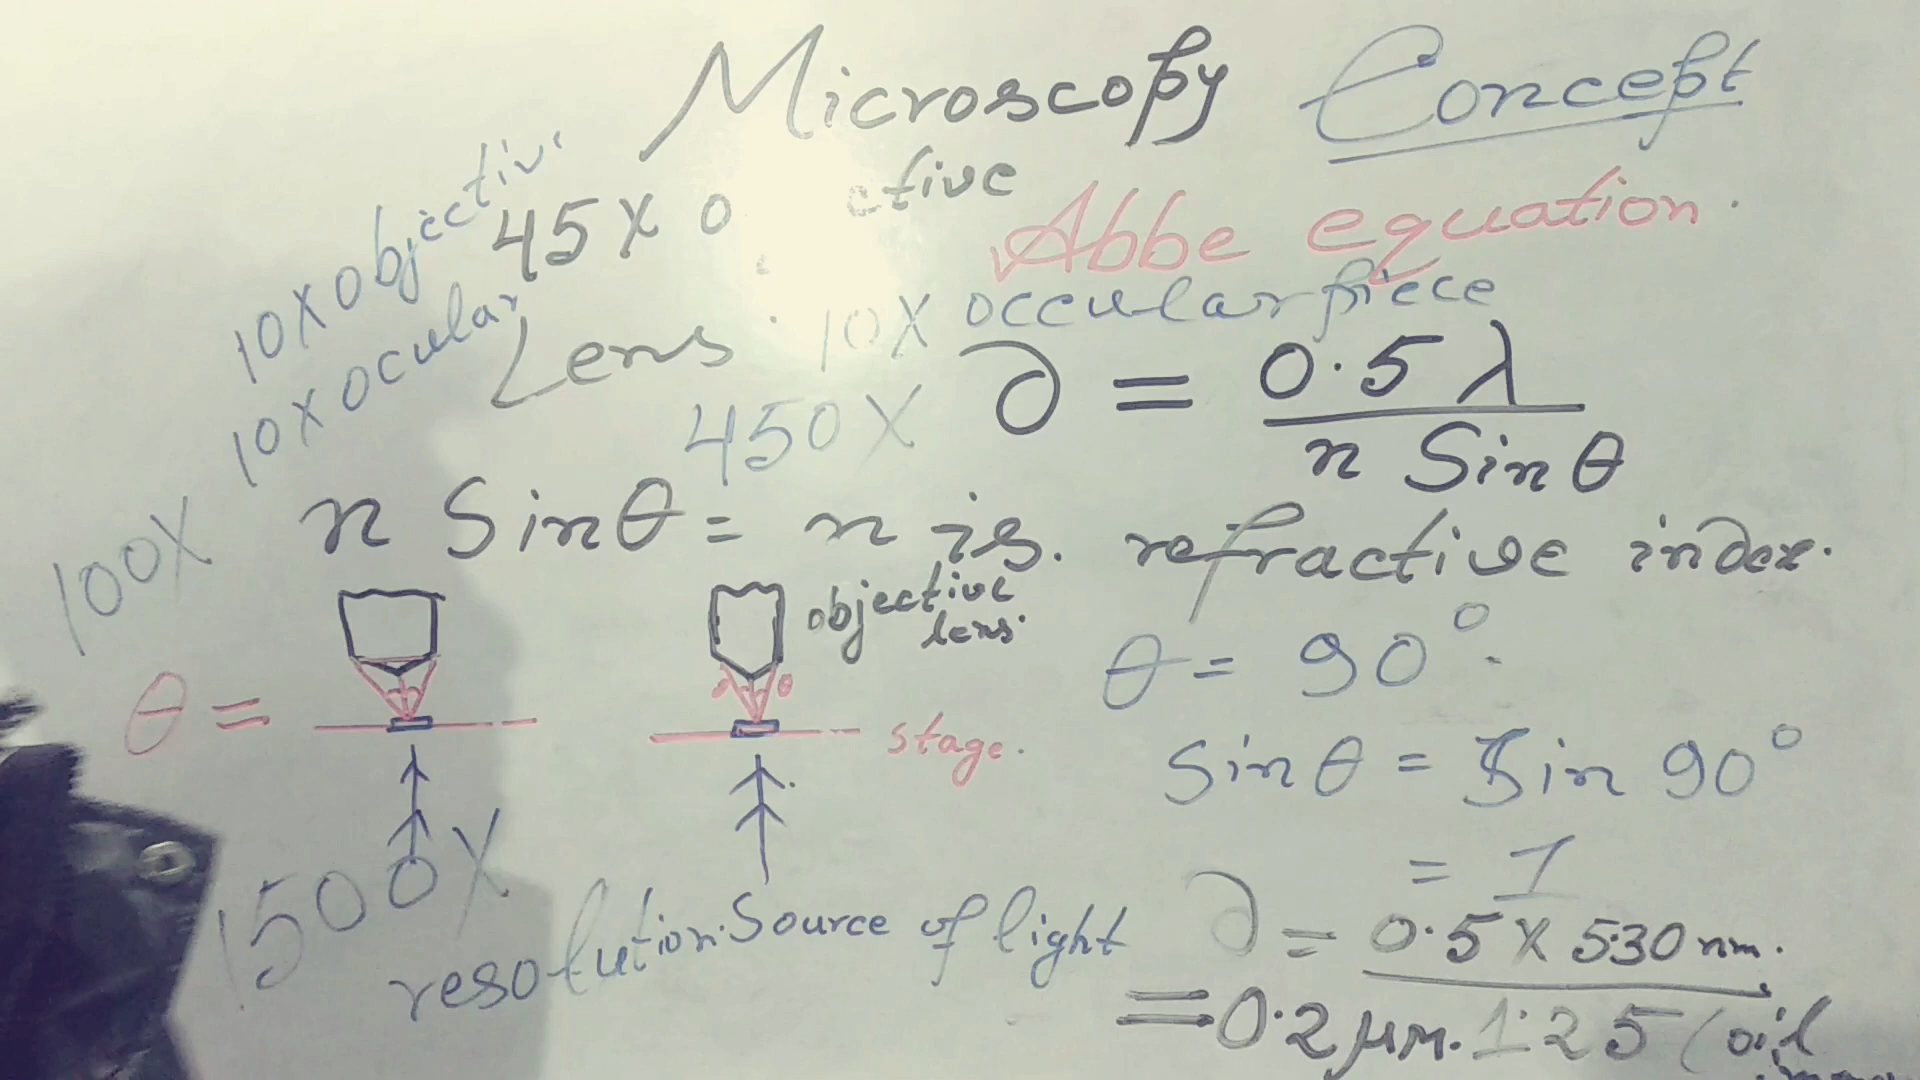 Microscopy Concept
10X objectiv
45X o ctive
Abbe equation.
10X ocular
Lens 10X occular piece
450X
∂ = 0.5 λ
n Sinθ
100X
n Sinθ = n is. refractive index.
objective
lens
θ = 90°.
θ =
θ
stage.
Sinθ = Sin 90°
= 1
1500X
resolution. Source of light
∂ = 0.5 X 530 nm.
= 0.2 μm. 1.25 (oil